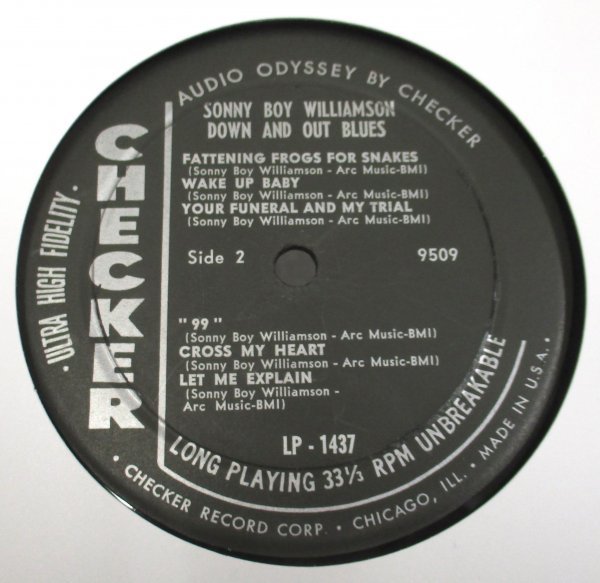 AUDIO ODYSSEY BY CHECKER
SONNY BOY WILLIAMSON
DOWN AND OUT BLUES
CHECKER
· ULTRA HIGH FIDELITY ·
FATTENING FROGS FOR SNAKES
(Sonny Boy Williamson - Arc Music-BMI)
WAKE UP BABY
(Sonny Boy Williamson - Arc Music-BMI)
YOUR FUNERAL AND MY TRIAL
(Sonny Boy Williamson - Arc Music-BMI)
Side 2 9509
"99"
(Sonny Boy Williamson - Arc Music-BMI)
CROSS MY HEART
(Sonny Boy Williamson - Arc Music-BMI)
LET ME EXPLAIN
(Sonny Boy Williamson -
Arc Music-BMI)
LP - 1437
LONG PLAYING 33⅓ RPM UNBREAKABLE
· CHECKER RECORD CORP. · CHICAGO, ILL. · MADE IN U.S.A. ·